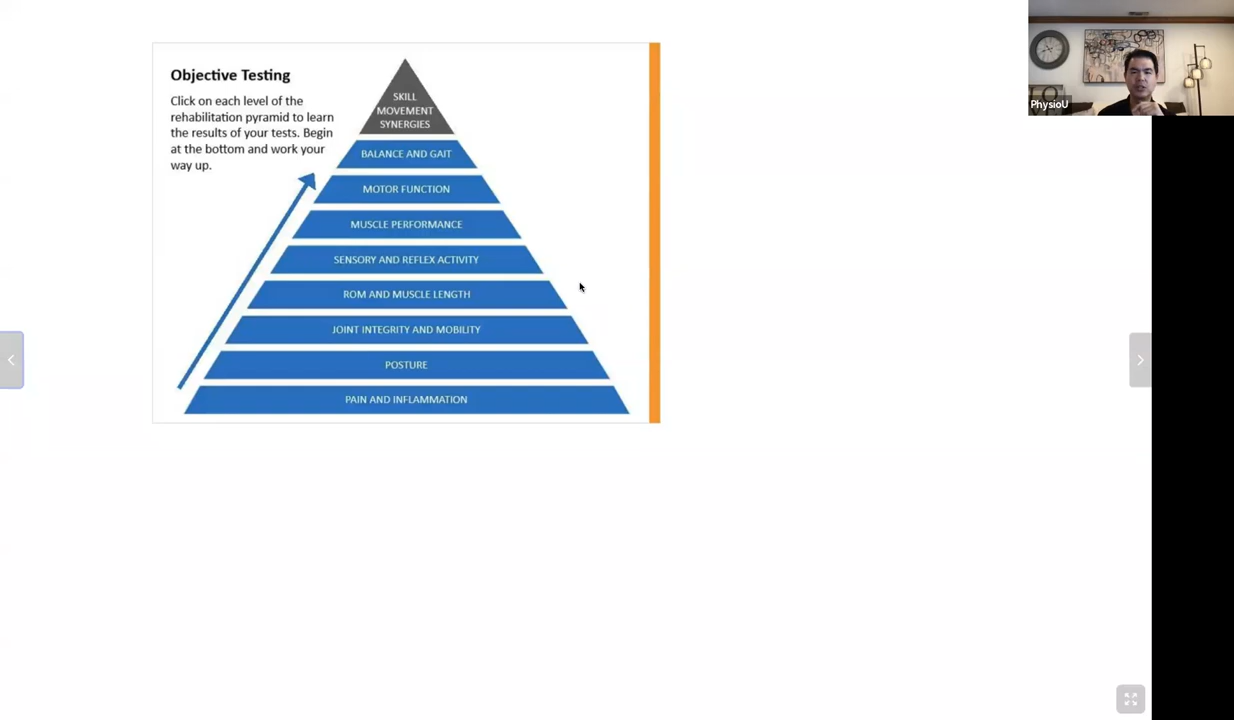 Objective Testing
Click on each level of the
rehabilitation pyramid to learn
the results of your tests. Begin
at the bottom and work your
way up.
SKILL
MOVEMENT
SYNERGIES
BALANCE AND GAIT
MOTOR FUNCTION
MUSCLE PERFORMANCE
SENSORY AND REFLEX ACTIVITY
ROM AND MUSCLE LENGTH
JOINT INTEGRITY AND MOBILITY
POSTURE
PAIN AND INFLAMMATION
PhysioU